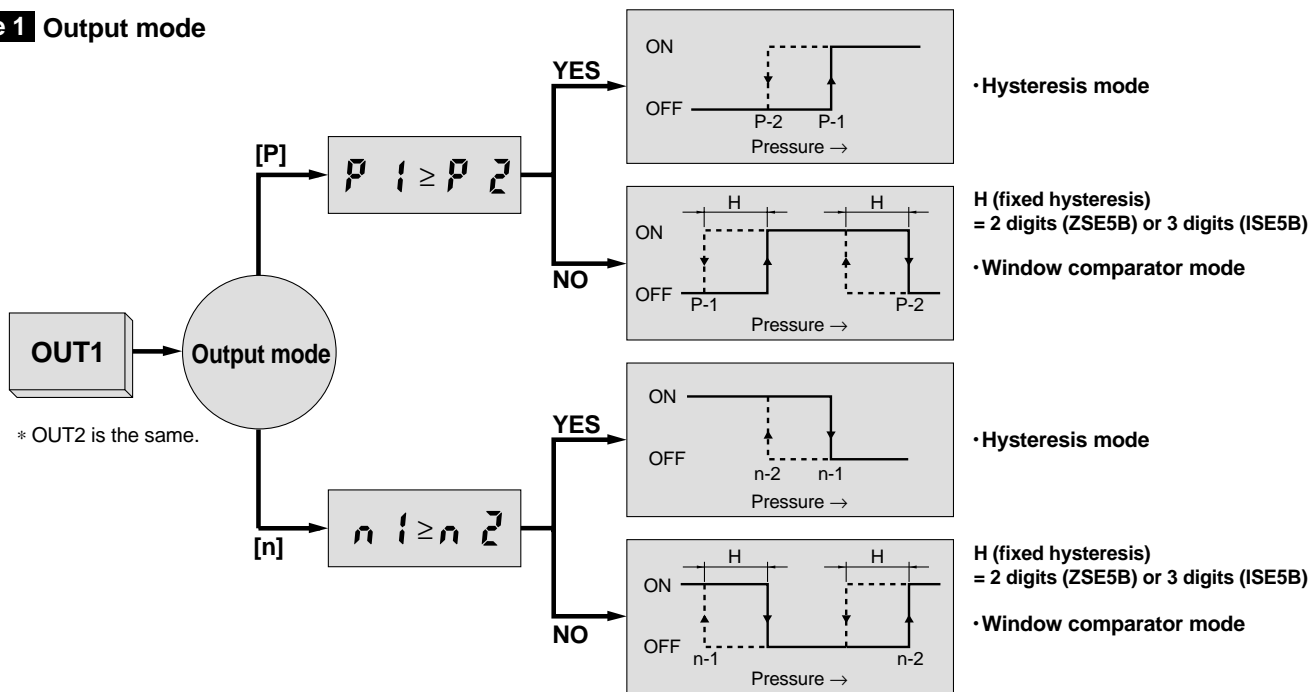 e 1 Output mode
YES
ON
OFF
P-2 P-1
Pressure →
・Hysteresis mode
[P]
P 1 ≥ P 2
NO
H H
ON
OFF
P-1 P-2
Pressure →
H (fixed hysteresis)
= 2 digits (ZSE5B) or 3 digits (ISE5B)
・Window comparator mode
OUT1
Output mode
∗ OUT2 is the same.
YES
ON
OFF
n-2 n-1
Pressure →
・Hysteresis mode
[n]
n 1 ≥ n 2
NO
H H
ON
OFF
n-1 n-2
Pressure →
H (fixed hysteresis)
= 2 digits (ZSE5B) or 3 digits (ISE5B)
・Window comparator mode